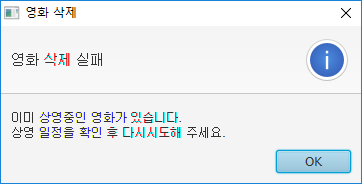 영화 삭제
영화 삭제 실패
이미 상영중인 영화가 있습니다.
상영 일정을 확인 후 다시시도해 주세요.
OK